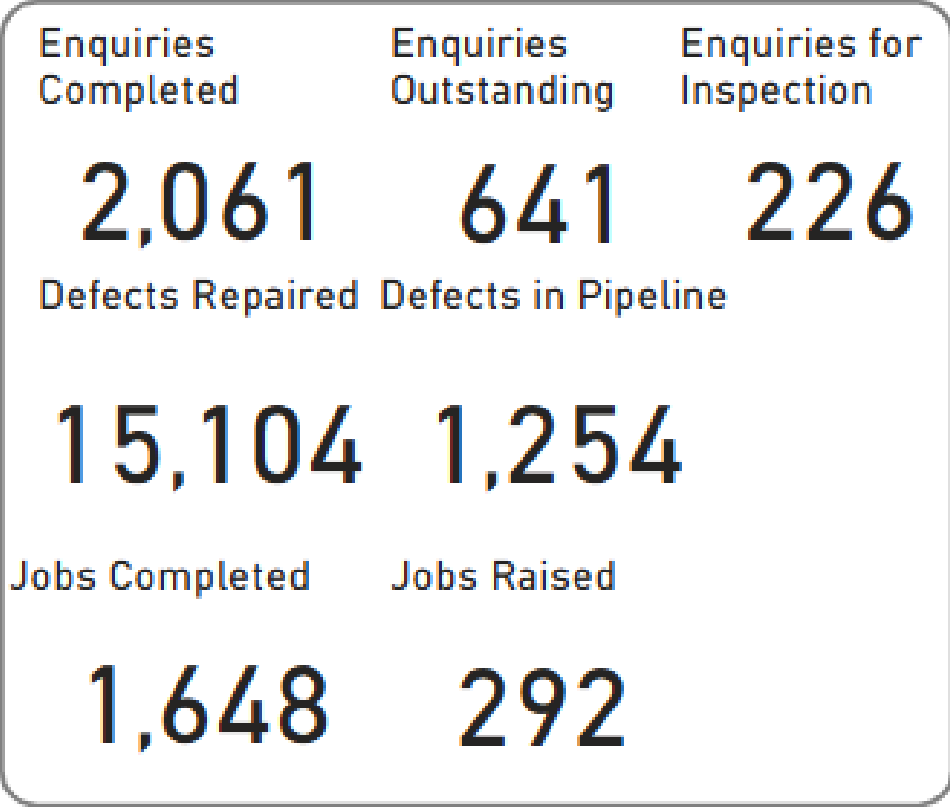 Enquiries Completed
Enquiries Outstanding
Enquiries for Inspection
2,061 641 226
Defects Repaired Defects in Pipeline
15,104 1,254
Jobs Completed Jobs Raised
1,648 292